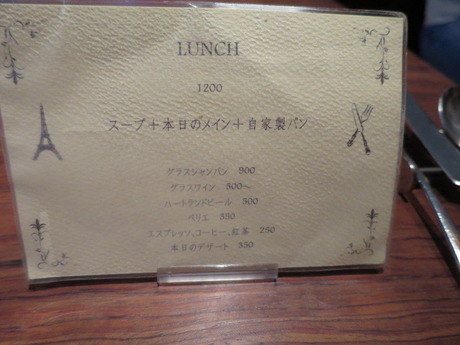 LUNCH
1200
スープ＋本日のメイン＋自家製パン
グラスシャンパン 900
グラスワイン 500～
ハートランドビール 500
ペリエ 350
エスプレッソ、コーヒー、紅茶 250
本日のデザート 350